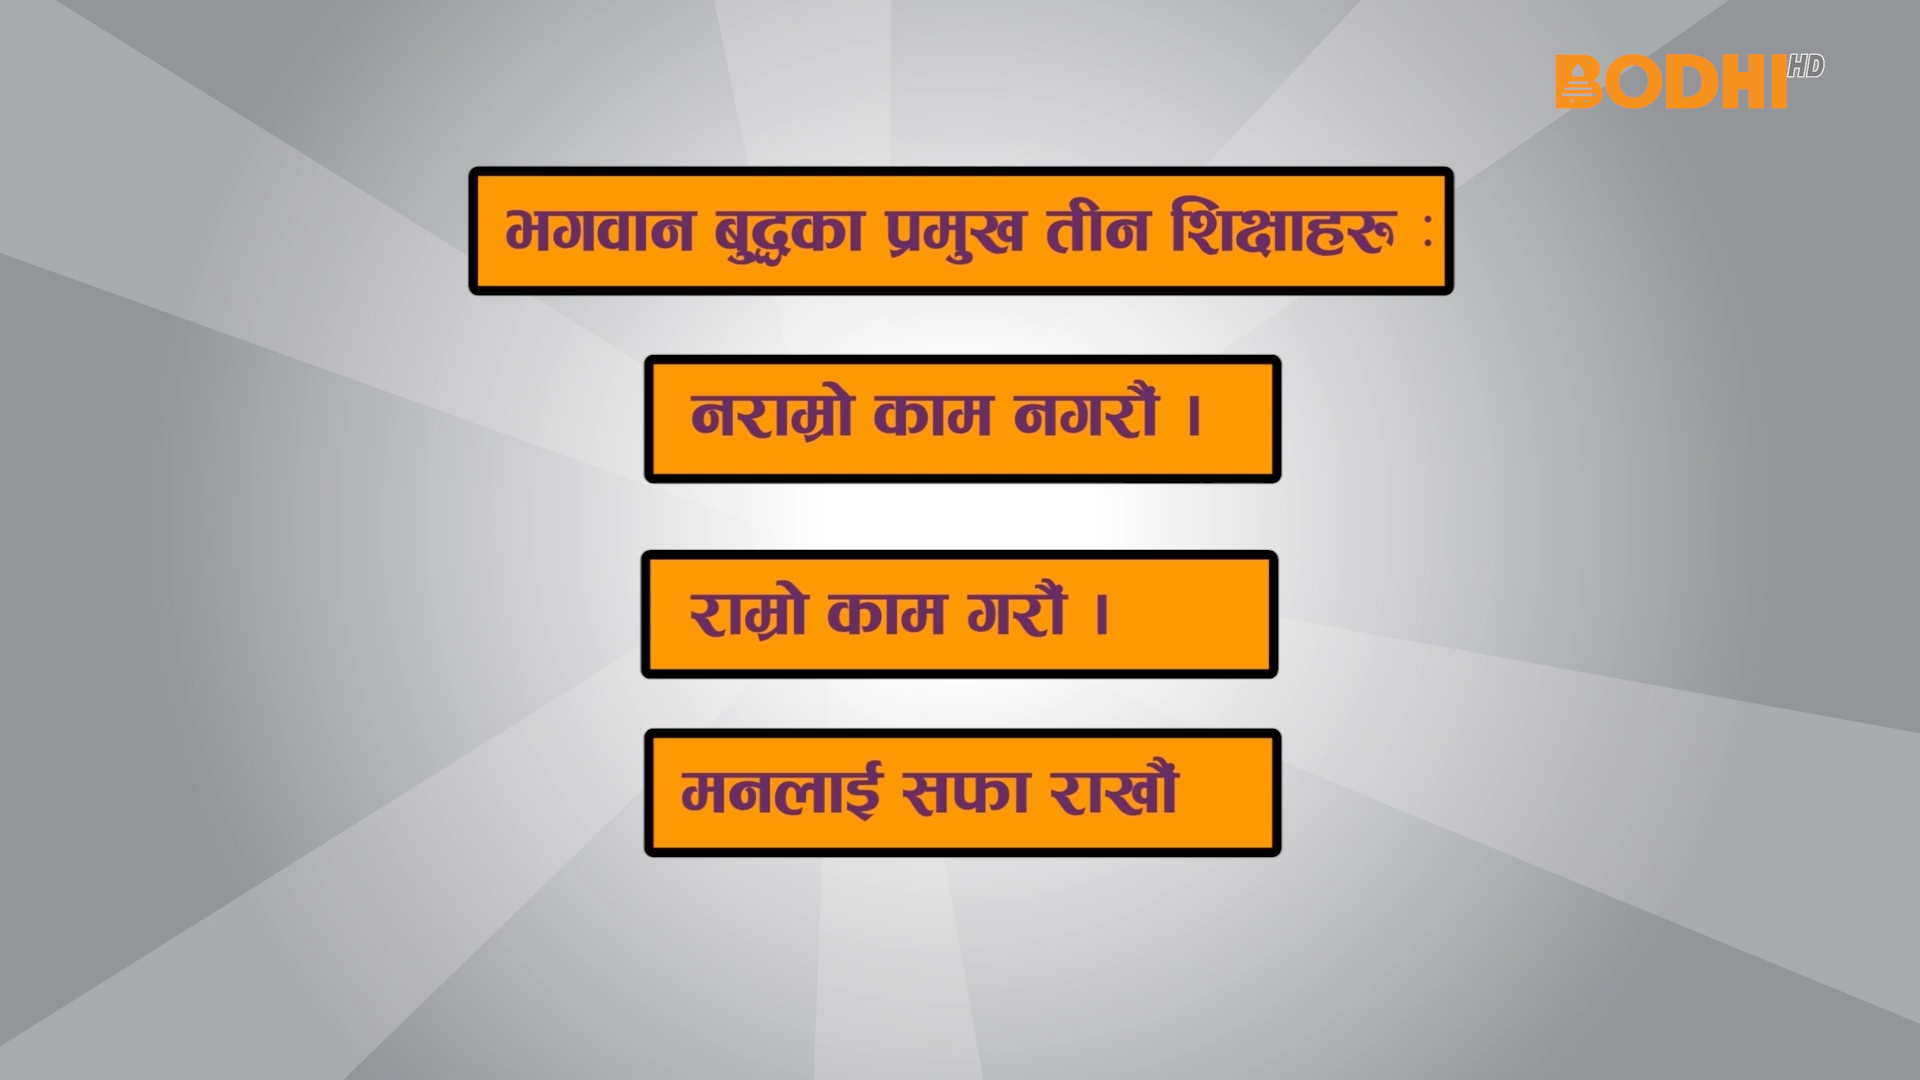 BODHI HD
भगवान बुद्धका प्रमुख तीन शिक्षाहरु :
नराम्रो काम नगरौं ।
राम्रो काम गरौं ।
मनलाई सफा राखौं